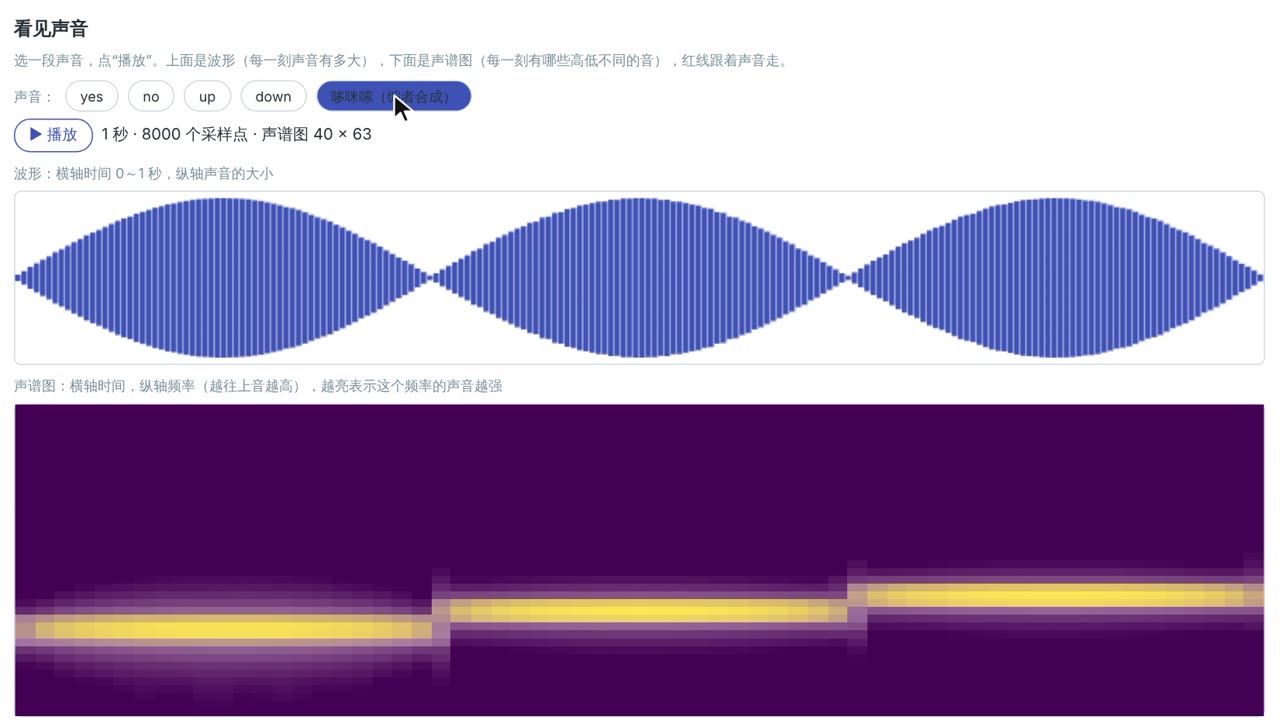 看见声音
选一段声音，点“播放”。上面是波形（每一刻声音有多大），下面是声谱图（每一刻有哪些高低不同的音），红线跟着声音走。
声音： yes no up down 哆咪嗦（编者合成）
▶ 播放 1 秒 · 8000 个采样点 · 声谱图 40 × 63
波形：横轴时间 0～1 秒，纵轴声音的大小
声谱图：横轴时间，纵轴频率（越往上音越高），越亮表示这个频率的声音越强